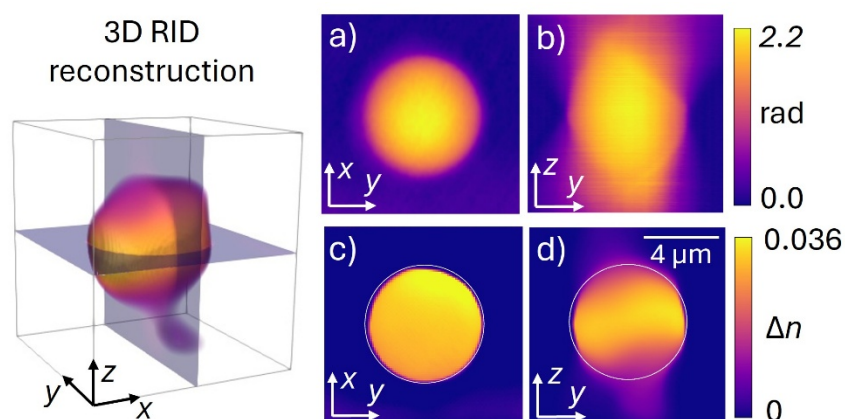 3D RID
reconstruction
z
y
x
a)
x
y
b)
z
y
2.2
rad
0.0
c)
x
y
d)
4 μm
z
y
0.036
Δn
0